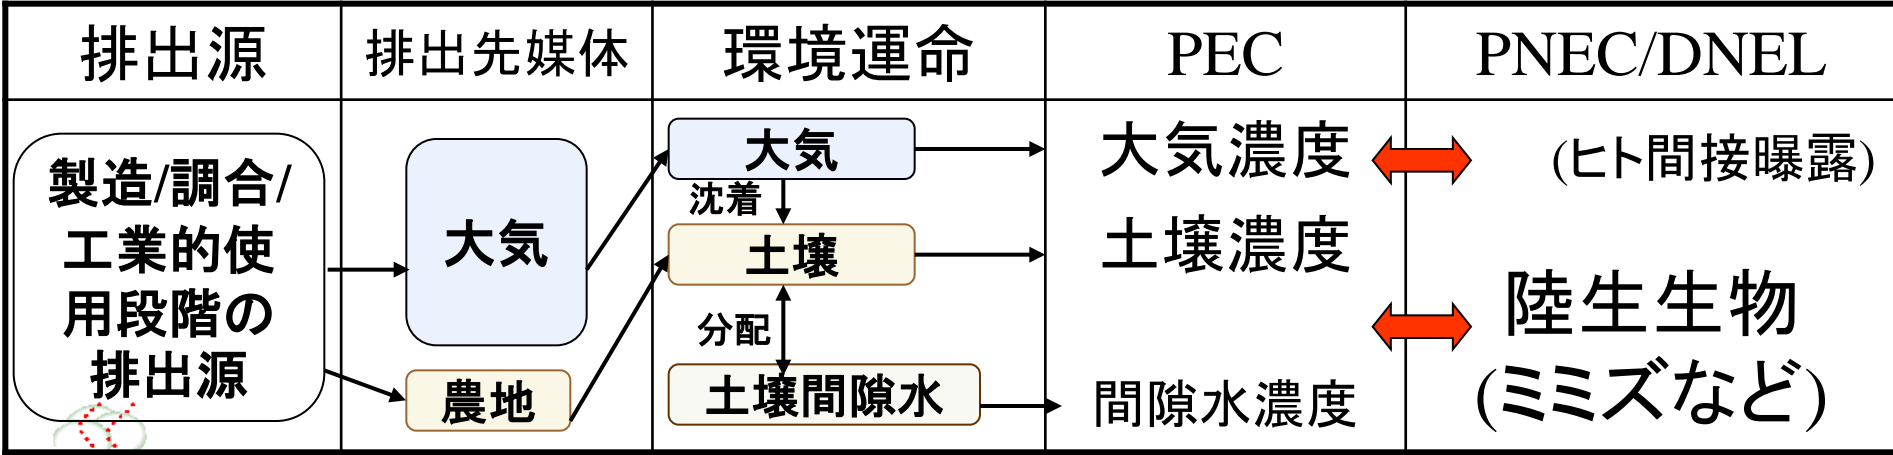 排出源
排出先媒体
環境運命
PEC
PNEC/DNEL
製造/調合/
工業的使
用段階の
排出源
大気
農地
大気
沈着
土壌
分配
土壌間隙水
大気濃度
土壌濃度
間隙水濃度
(ヒト間接曝露)
陸生生物
(ミミズなど)